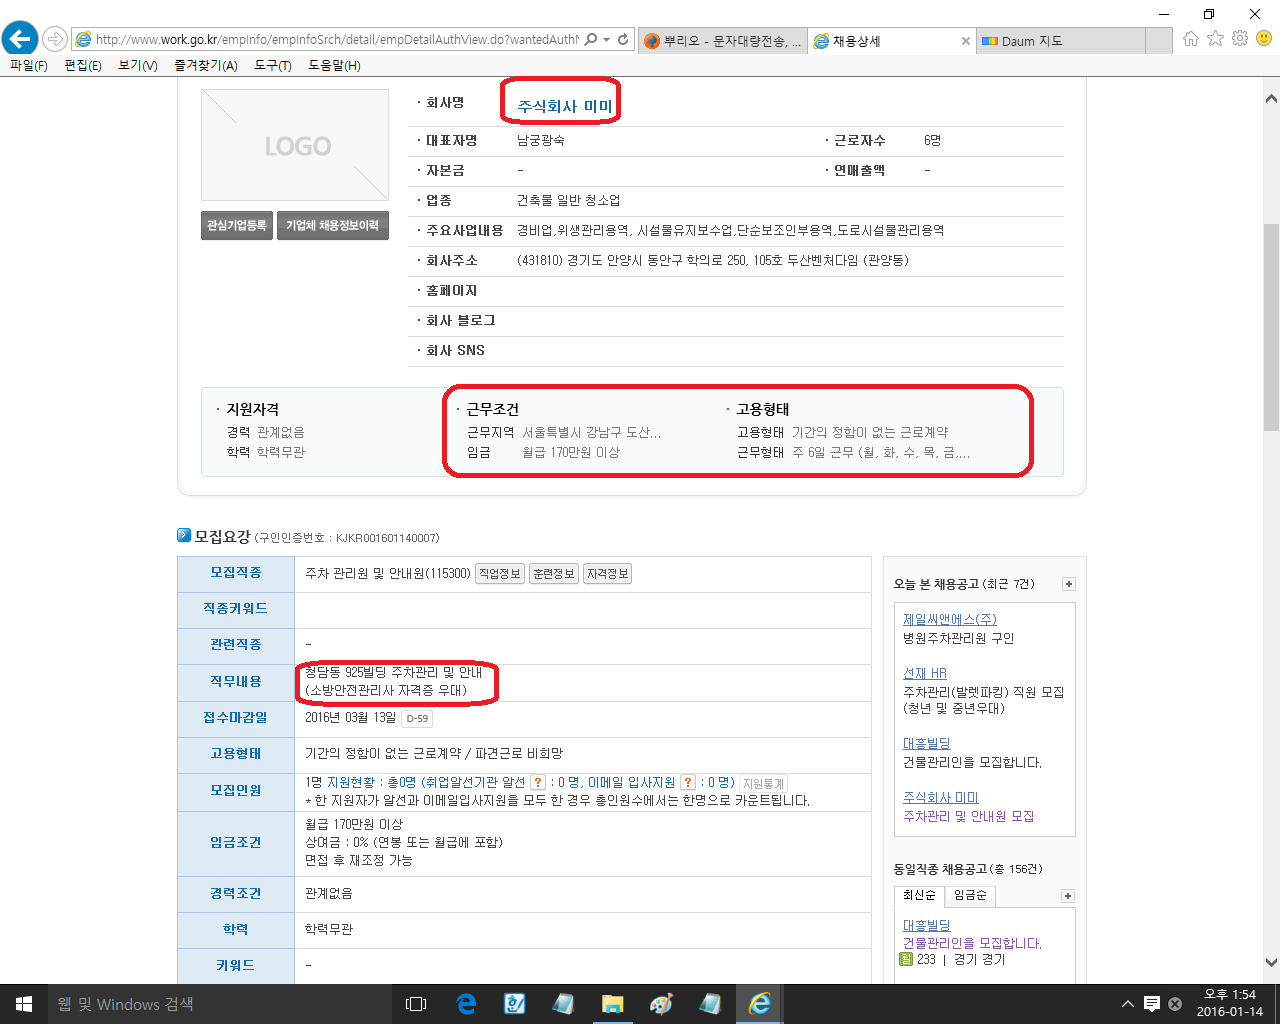 http://www.work.go.kr/empInfo/empInfoSrch/detail/empDetailAuthView.do?wantedAuthN
뿌리오 - 문자대량전송, ...
채용상세
Daum 지도
파일(F) 편집(E) 보기(V) 즐겨찾기(A) 도구(T) 도움말(H)
LOGO
관심기업등록 기업체 채용정보이력
· 회사명 주식회사 미미
· 대표자명 남궁광숙 · 근로자수 6명
· 자본금 - · 연매출액 -
· 업종 건축물 일반 청소업
· 주요사업내용 경비업,위생관리용역, 시설물유지보수업,단순보조인부용역,도로시설물관리용역
· 회사주소 (431810) 경기도 안양시 동안구 학의로 250, 105호 두산벤처다임 (관양동)
· 홈페이지
· 회사 블로그
· 회사 SNS
· 지원자격 · 근무조건 · 고용형태
경력 관계없음 근무지역 서울특별시 강남구 도산... 고용형태 기간의 정함이 없는 근로계약
학력 학력무관 임금 월급 170만원 이상 근무형태 주 6일 근무 (월, 화, 수, 목, 금,...
모집요강 (구인인증번호 : KJKR001601140007)
모집직종 주차 관리원 및 안내원(115300) 직업정보 훈련정보 자격정보
직종키워드
관련직종 -
직무내용 청담동 925빌딩 주차관리 및 안내
(소방안전관리사 자격증 우대)
접수마감일 2016년 03월 13일 D-59
고용형태 기간의 정함이 없는 근로계약 / 파견근로 비희망
모집인원 1명 지원현황 : 총0명 (취업알선기관 알선 ? : 0 명, 이메일 입사지원 ? : 0 명) 지원통계
* 한 지원자가 알선과 이메일입사지원을 모두 한 경우 총인원수에서는 한명으로 카운트됩니다.
임금조건 월급 170만원 이상
상여금 : 0% (연봉 또는 월급에 포함)
면접 후 재조정 가능
경력조건 관계없음
학력 학력무관
키워드 -
오늘 본 채용공고 (최근 7건) +
제일씨앤에스(주)
병원주차관리원 구인
선재 HR
주차관리(발렛파킹) 직원 모집
(청년 및 중년우대)
대흥빌딩
건물관리인을 모집합니다.
주식회사 미미
주차관리 및 안내원 모집
동일직종 채용공고 (총 156건)
최신순 임금순 +
대흥빌딩
건물관리인을 모집합니다.
월 233 | 경기 경기
웹 및 Windows 검색
오후 1:54
2016-01-14